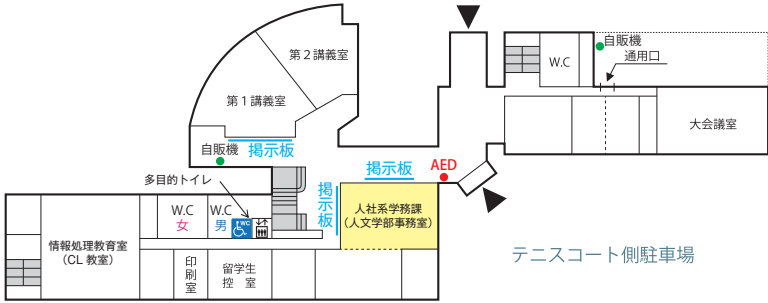 第2講義室
第1講義室
自販機
掲示板
多目的トイレ
W.C
女
W.C
男
WC
掲示板
掲示板
AED
人社系学務課
（人文学部事務室）
情報処理教育室
（CL 教室）
印刷室
留学生
控　室
W.C
自販機
通用口
大会議室
テニスコート側駐車場